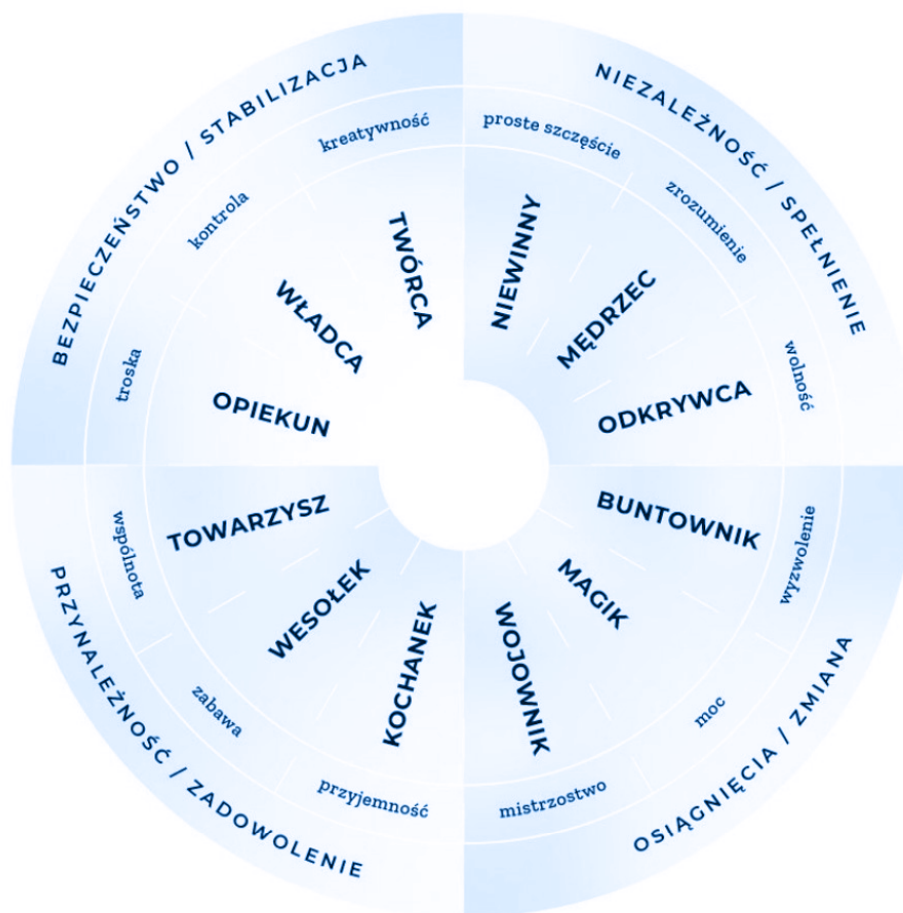 BEZPIECZEŃSTWO / STABILIZACJA
kreatywność
kontrola
troska
TWÓRCA
WŁADCA
OPIEKUN
NIEZALEŻNOŚĆ / SPEŁNIENIE
proste szczęście
zrozumienie
wolność
NIEWINNY
MĘDRZEC
ODKRYWCA
PRZYNALEŻNOŚĆ / ZADOWOLENIE
wspólnota
zabawa
przyjemność
TOWARZYSZ
WESOŁEK
KOCHANEK
OSIĄGNIĘCIA / ZMIANA
wyzwolenie
moc
mistrzostwo
BUNTOWNIK
MAGIK
WOJOWNIK